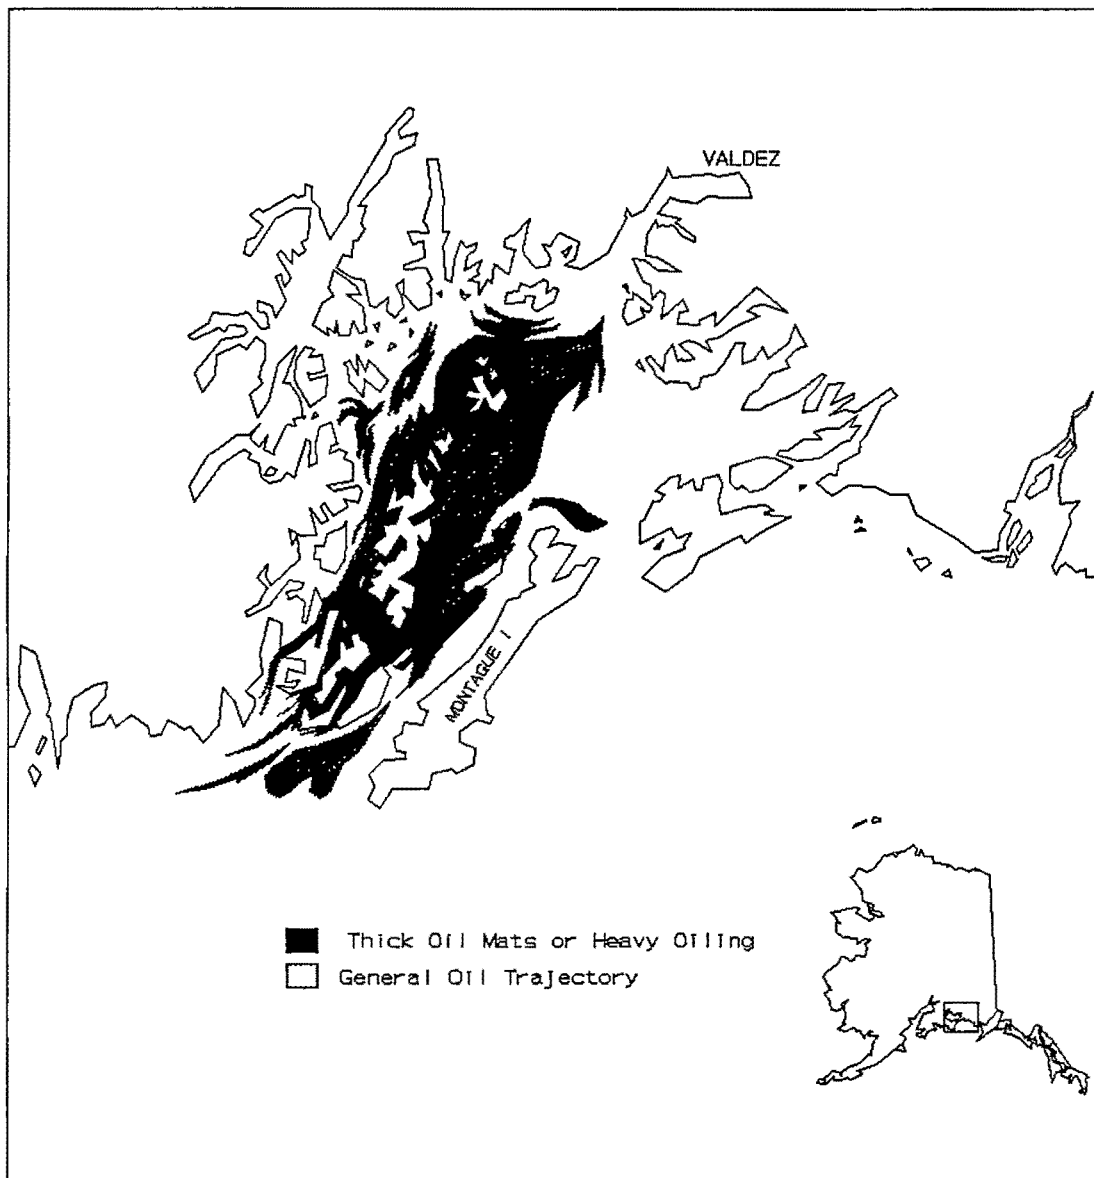 VALDEZ
MONTAGUE I
Thick Oil Mats or Heavy Oiling
General Oil Trajectory